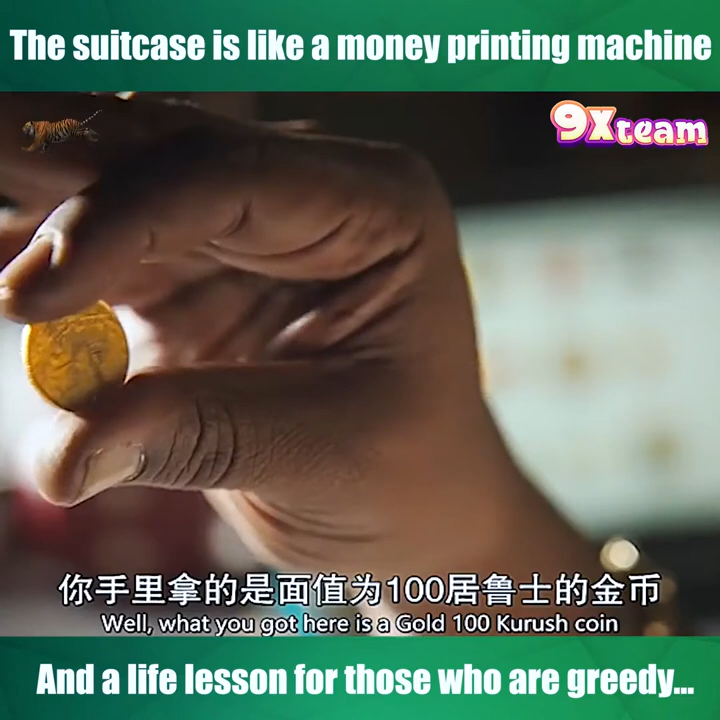 The suitcase is like a money printing machine
9Xteam
你手里拿的是面值为100居鲁士的金币
Well, what you got here is a Gold 100 Kurush coin
And a life lesson for those who are greedy...